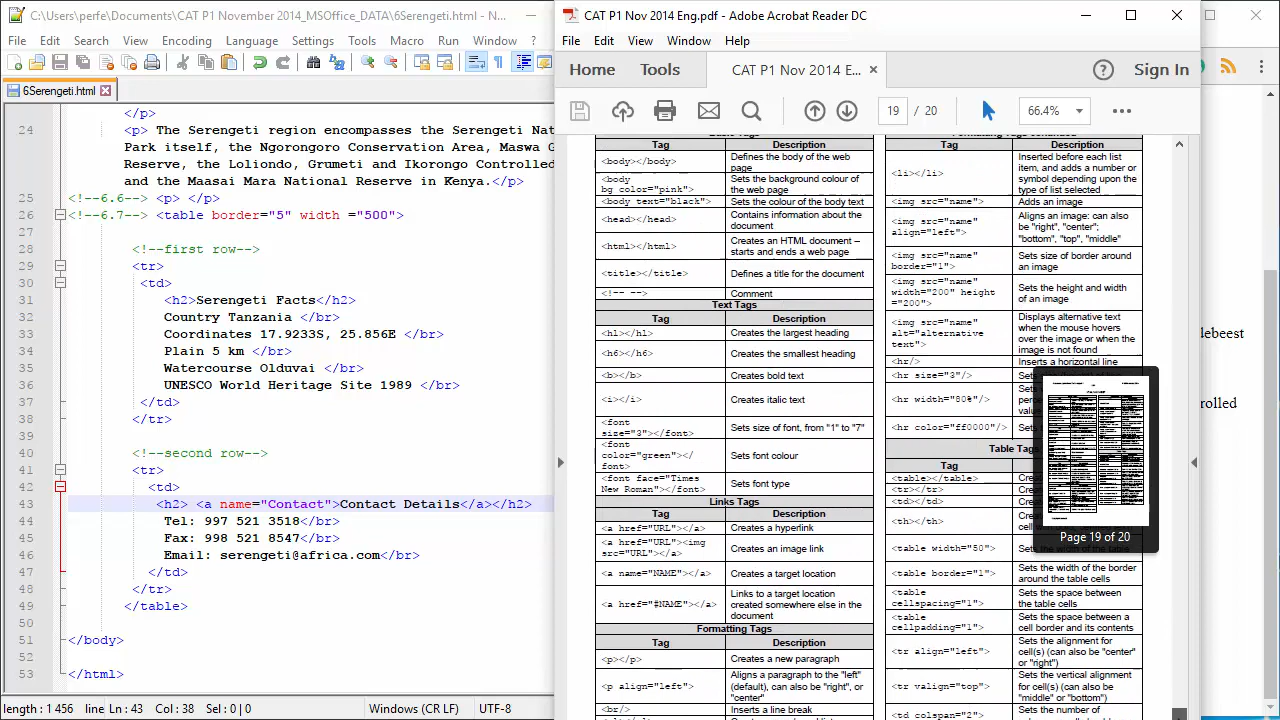 C:\Users\perfe\Documents\CAT P1 November 2014_MSOffice_DATA\6Serengeti.html - N...
File Edit Search View Encoding Language Settings Tools Macro Run Window ?
6Serengeti.html
</p>
24 <p> The Serengeti region encompasses the Serengeti Nat
Park itself, the Ngorongoro Conservation Area, Maswa G
Reserve, the Loliondo, Grumeti and Ikorongo Controlled
and the Maasai Mara National Reserve in Kenya.</p>
25 <!--6.6--> <p> </p>
26 <!--6.7--> <table border="5" width ="500">
27
28 <!--first row-->
29 <tr>
30 <td>
31 <h2>Serengeti Facts</h2>
32 Country Tanzania </br>
33 Coordinates 17.9233S, 25.856E </br>
34 Plain 5 km </br>
35 Watercourse Olduvai </br>
36 UNESCO World Heritage Site 1989 </br>
37 </td>
38 </tr>
39
40 <!--second row-->
41 <tr>
42 <td>
43 <h2> <a name="Contact">Contact Details</a></h2>
44 Tel: 997 521 3518</br>
45 Fax: 998 521 8547</br>
46 Email: serengeti@africa.com</br>
47 </td>
48 </tr>
49 </table>
50
51 </body>
52
53 </html>
length : 1 456 line Ln : 43 Col : 38 Sel : 0 | 0 Windows (CR LF) UTF-8
CAT P1 Nov 2014 Eng.pdf - Adobe Acrobat Reader DC
File Edit View Window Help
Home Tools CAT P1 Nov 2014 E... Sign In
19 / 20 66.4%
Tag Description
<body></body> Defines the body of the web
page
<body
bg color="pink"> Sets the background colour of
the web page
<body text="black"> Sets the colour of the body text
<head></head> Contains information about the
document
<html></html> Creates an HTML document –
starts and ends a web page
<title></title> Defines a title for the document
<!-- --> Comment
Text Tags
Tag Description
<h1></h1> Creates the largest heading
<h6></h6> Creates the smallest heading
<b></b> Creates bold text
<i></i> Creates italic text
<font
size="3"></font> Sets size of font, from "1" to "7"
<font
color="green"></
font> Sets font colour
<font face="Times
New Roman"></font> Sets font type
Links Tags
Tag Description
<a href="URL"></a> Creates a hyperlink
<a href="URL"><img
src="URL"></a> Creates an image link
<a name="NAME"></a> Creates a target location
<a href="#NAME"></a> Links to a target location
created somewhere else in the
document
Formatting Tags
Tag Description
<p></p> Creates a new paragraph
<p align="left"> Aligns a paragraph to the "left"
(default), can also be "right", or
"center"
<br/> Inserts a line break
Tag Description
<li></li> Inserted before each list
item, and adds a number or
symbol depending upon the
type of list selected
<img src="name"> Adds an image
<img src="name"
align="left"> Aligns an image: can also
be "right", "center";
"bottom", "top", "middle"
<img src="name"
border="1"> Sets size of border around
an image
<img src="name"
width="200" height
="200"> Sets the height and width
of an image
<img src="name"
alt="alternative
text"> Displays alternative text
when the mouse hovers
over the image or when the
image is not found
<hr/> Inserts a horizontal line
<hr size="3"/>
<hr width="80%"/>
<hr color="ff0000"/>
Table Tags
Tag
<table></table>
<tr></tr>
<td></td>
<th></th>
<table width="50">
<table border="1"> Sets the width of the border
around the table cells
<table
cellspacing="1"> Sets the space between
the table cells
<table
cellpadding="1"> Sets the space between a
cell border and its contents
<tr align="left"> Sets the alignment for
cell(s) (can also be "center"
or "right")
<tr valign="top"> Sets the vertical alignment
for cell(s) (can also be
"middle" or "bottom")
<td colspan="2"> Sets the number of
Page 19 of 20
debeest
rolled